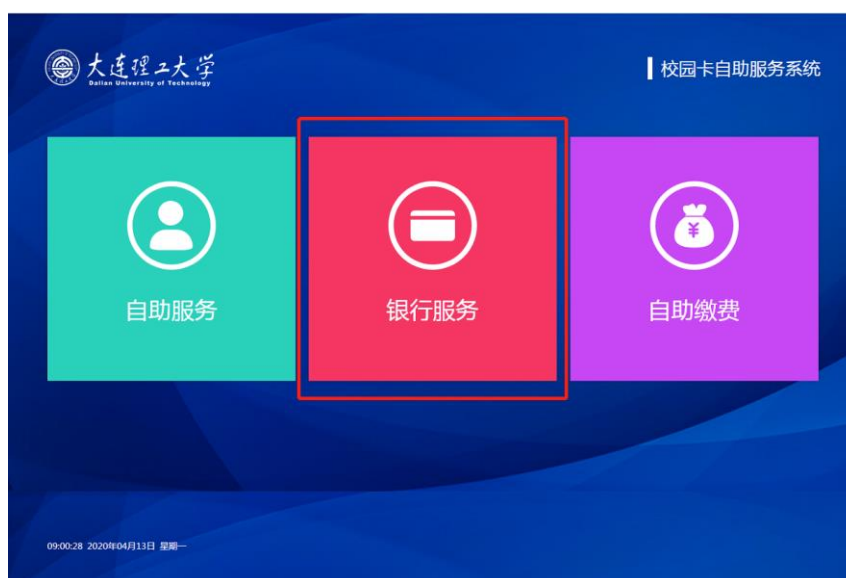 大连理工大学
Dalian University of Technology
校园卡自助服务系统
自助服务
银行服务
自助缴费
09:00:28 2020年04月13日 星期一